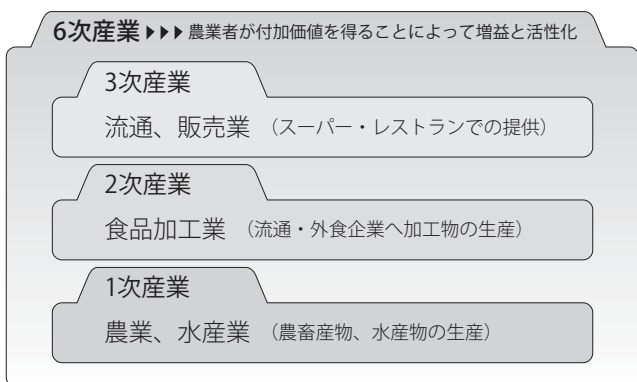 6次産業▶▶▶農業者が付加価値を得ることによって増益と活性化
3次産業
流通、販売業 （スーパー・レストランでの提供）
2次産業
食品加工業 （流通・外食企業へ加工物の生産）
1次産業
農業、水産業 （農畜産物、水産物の生産）